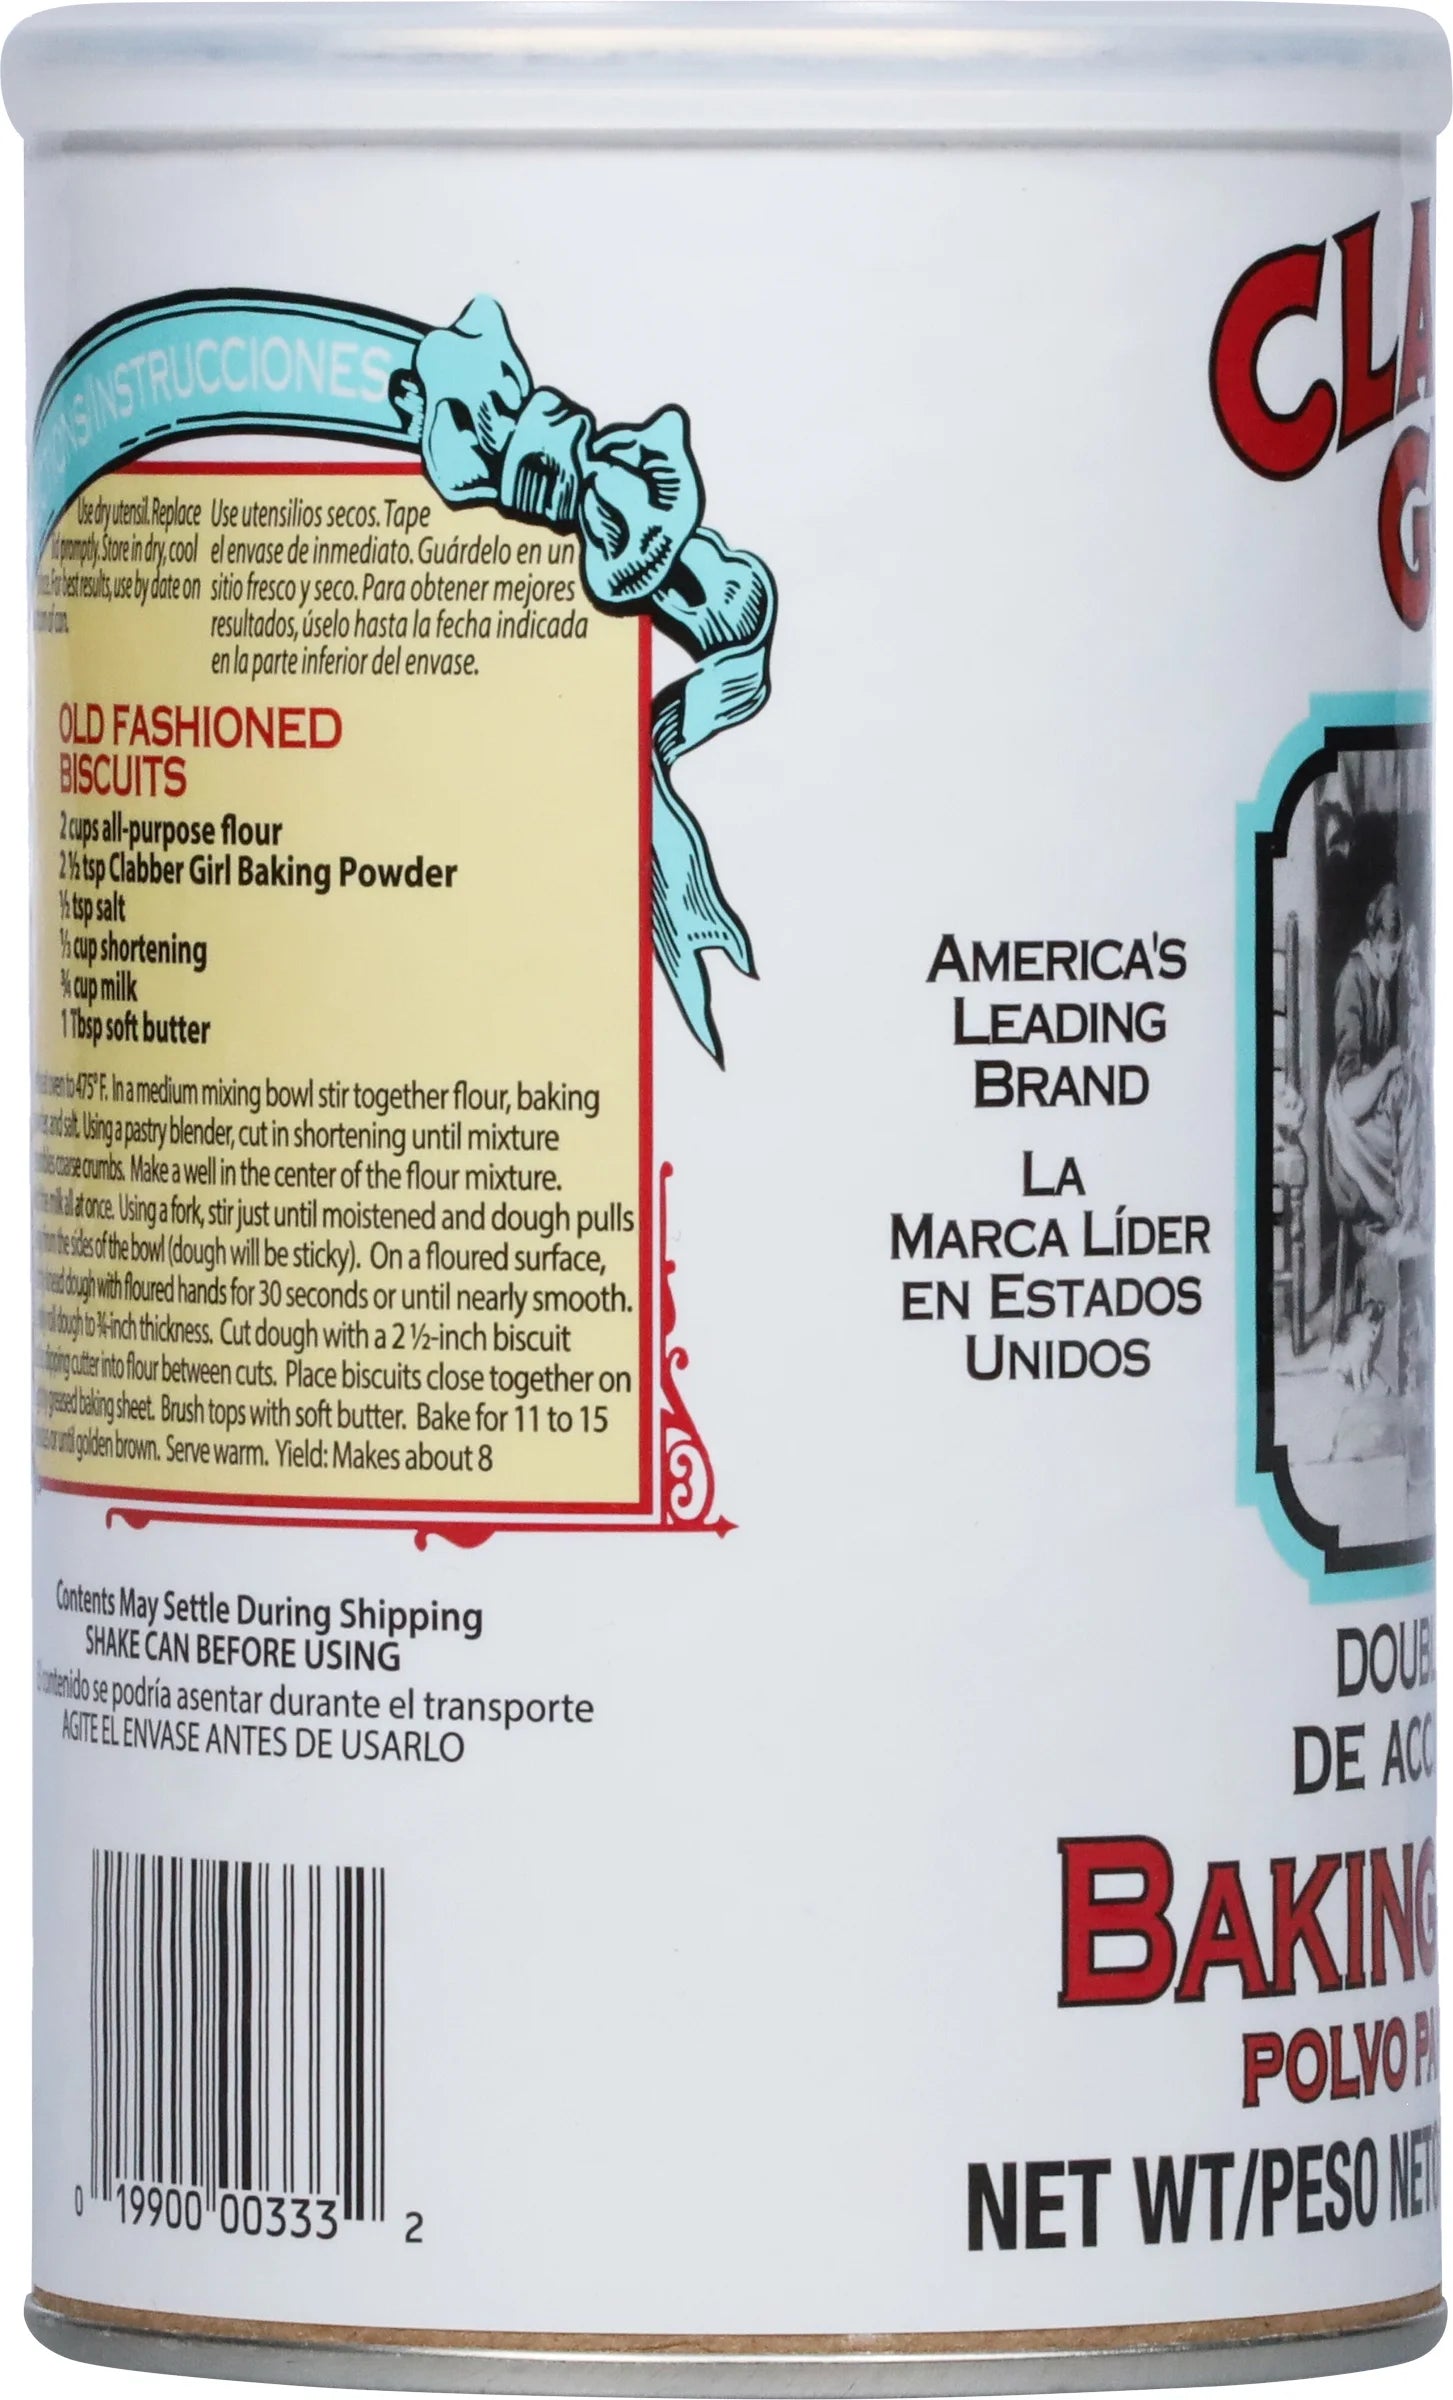 INSTRUCCIONES
Use dry utensil. Replace
promptly. Store in dry, cool
For best results, use by date on
of can.
Use utensilios secos. Tape
el envase de inmediato. Guárdelo en un
sitio fresco y seco. Para obtener mejores
resultados, úselo hasta la fecha indicada
en la parte inferior del envase.
OLD FASHIONED
BISCUITS
2 cups all-purpose flour
2 ½ tsp Clabber Girl Baking Powder
½ tsp salt
⅓ cup shortening
¾ cup milk
1 Tbsp soft butter
to 475° F. In a medium mixing bowl stir together flour, baking
and salt. Using a pastry blender, cut in shortening until mixture
coarse crumbs. Make a well in the center of the flour mixture.
milk all at once. Using a fork, stir just until moistened and dough pulls
from the sides of the bowl (dough will be sticky). On a floured surface,
dough with floured hands for 30 seconds or until nearly smooth.
roll dough to ¾-inch thickness. Cut dough with a 2 ½-inch biscuit
dipping cutter into flour between cuts. Place biscuits close together on
greased baking sheet. Brush tops with soft butter. Bake for 11 to 15
or until golden brown. Serve warm. Yield: Makes about 8
Contents May Settle During Shipping
SHAKE CAN BEFORE USING
contenido se podría asentar durante el transporte
AGITE EL ENVASE ANTES DE USARLO
0 19900 00333 2
CLA
G
AMERICA'S
LEADING
BRAND
LA
MARCA LÍDER
EN ESTADOS
UNIDOS
DOUB
DE ACC
BAKING
POLVO PA
NET WT/PESO NET